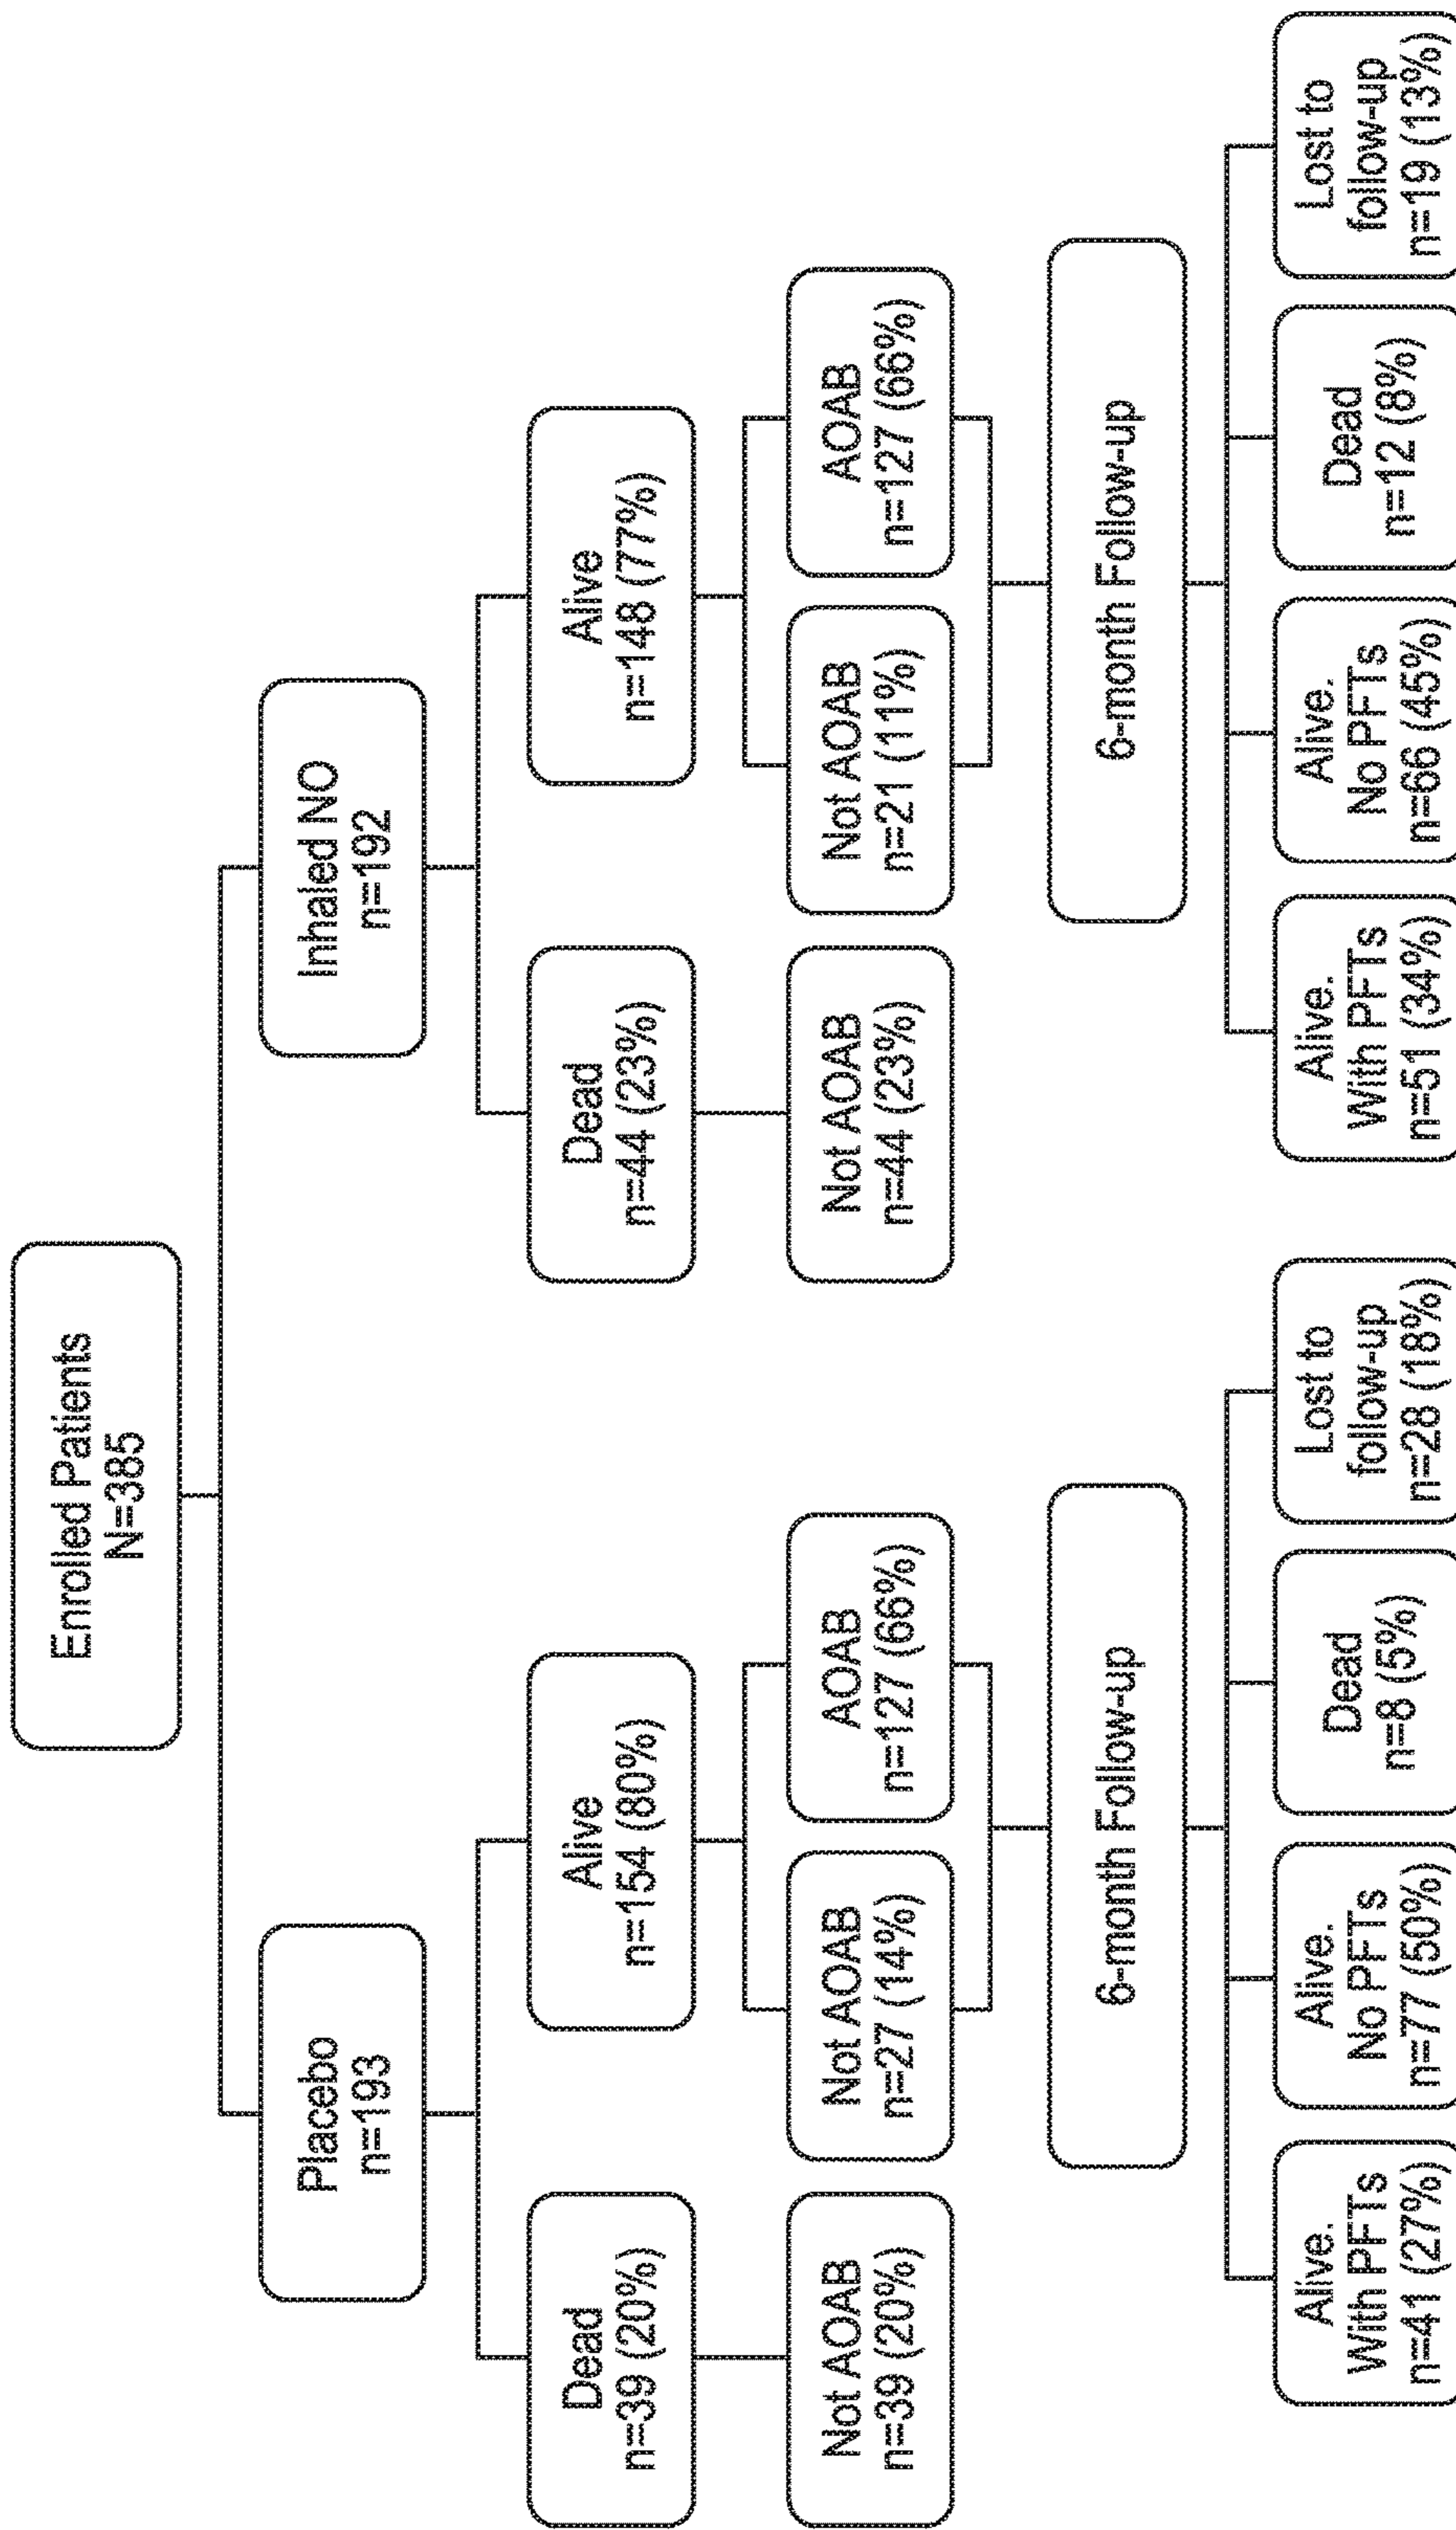 Enrolled Patients
N=385
Placebo
n=193
Inhaled NO
n=192
Dead
n=39 (20%)
Alive
n=154 (80%)
Dead
n=44 (23%)
Alive
n=148 (77%)
Not AOAB
n=39 (20%)
Not AOAB
n=27 (14%)
AOAB
n=127 (66%)
Not AOAB
n=44 (23%)
Not AOAB
n=21 (11%)
AOAB
n=127 (66%)
6-month Follow-up
6-month Follow-up
Alive.
With PFTs
n=41 (27%)
Alive.
No PFTs
n=77 (50%)
Dead
n=8 (5%)
Lost to
follow-up
n=28 (18%)
Alive.
With PFTs
n=51 (34%)
Alive.
No PFTs
n=66 (45%)
Dead
n=12 (8%)
Lost to
follow-up
n=19 (13%)